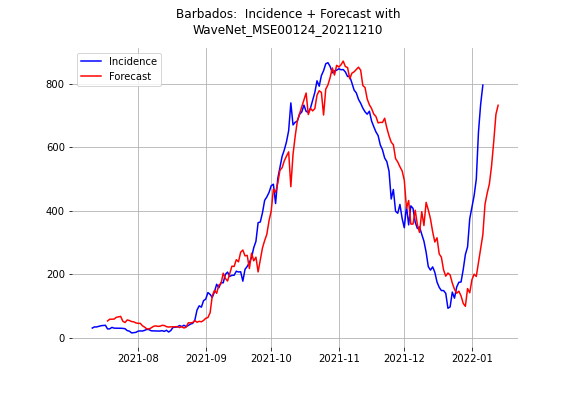 Barbados:  Incidence + Forecast with
WaveNet_MSE00124_20211210
Incidence
Forecast
800
600
400
200
0
2021-08
2021-09
2021-10
2021-11
2021-12
2022-01